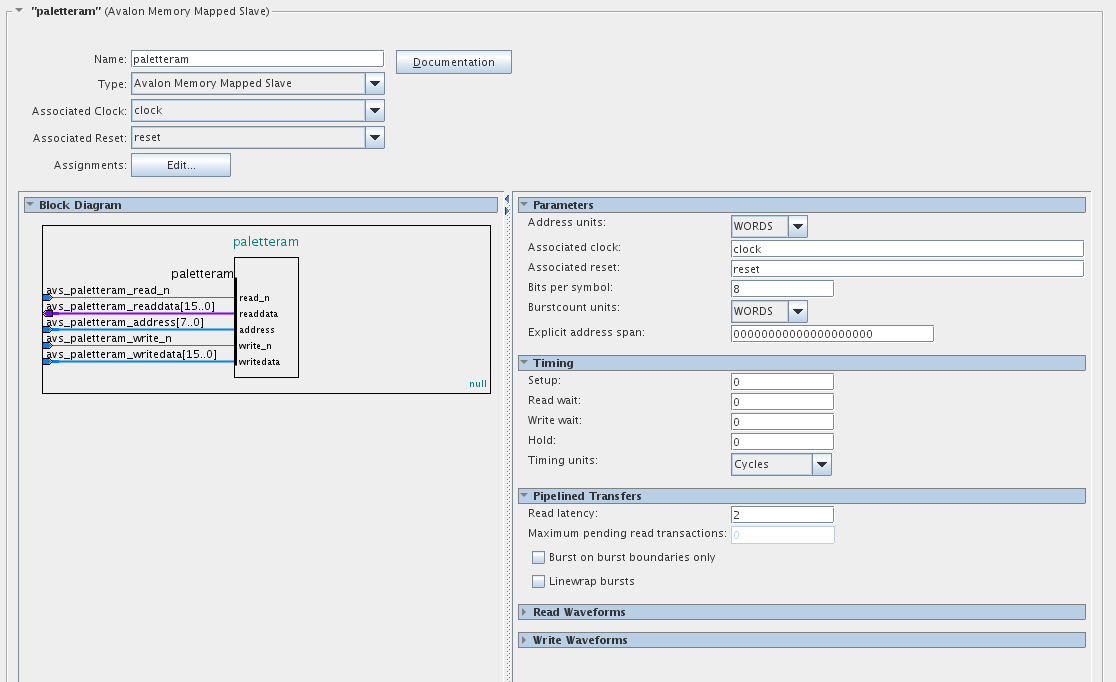 "paletteram" (Avalon Memory Mapped Slave)
Name: paletteram Documentation
Type: Avalon Memory Mapped Slave
Associated Clock: clock
Associated Reset: reset
Assignments: Edit...
Block Diagram
paletteram
paletteram
avs_paletteram_read_n
read_n
avs_paletteram_readdata[15..0]
readdata
avs_paletteram_address[7..0]
address
avs_paletteram_write_n
write_n
avs_paletteram_writedata[15..0]
writedata
null
Parameters
Address units: WORDS
Associated clock: clock
Associated reset: reset
Bits per symbol: 8
Burstcount units: WORDS
Explicit address span: 00000000000000000000
Timing
Setup: 0
Read wait: 0
Write wait: 0
Hold: 0
Timing units: Cycles
Pipelined Transfers
Read latency: 2
Maximum pending read transactions: 0
Burst on burst boundaries only
Linewrap bursts
Read Waveforms
Write Waveforms